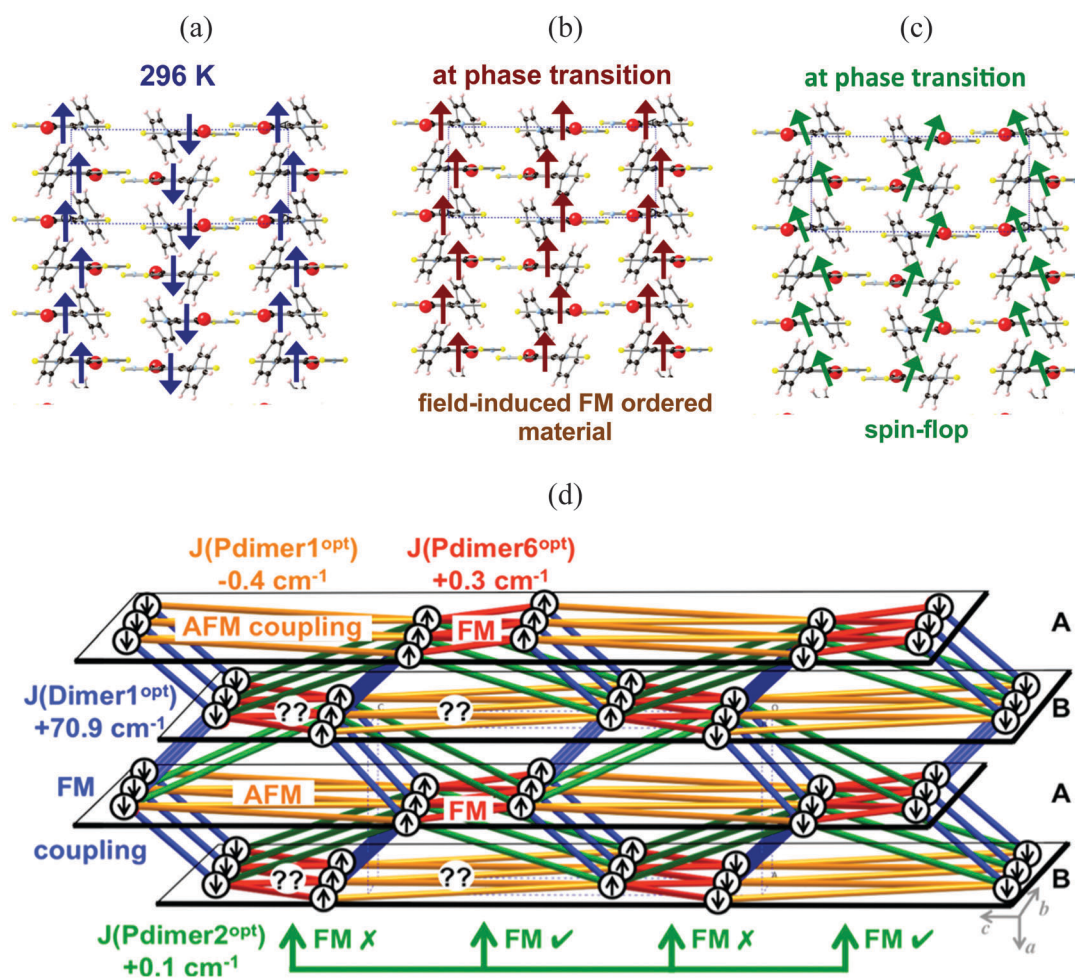 (a)
(b)
(c)
296 K
at phase transition
at phase transition
field-induced FM ordered
material
spin-flop
(d)
J(Pdimer1ᵒᵖᵗ)
-0.4 cm⁻¹
J(Pdimer6ᵒᵖᵗ)
+0.3 cm⁻¹
AFM coupling
FM
A
J(Dimer1ᵒᵖᵗ)
+70.9 cm⁻¹
??
??
B
FM
AFM
FM
A
coupling
??
??
B
J(Pdimer2ᵒᵖᵗ)
+0.1 cm⁻¹
FM ✗
FM ✓
FM ✗
FM ✓
b
c
a